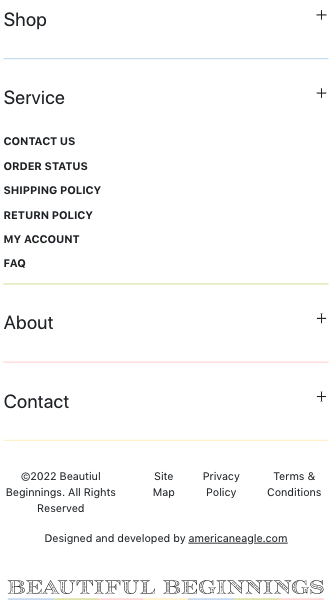 Shop +
Service +
CONTACT US
ORDER STATUS
SHIPPING POLICY
RETURN POLICY
MY ACCOUNT
FAQ
About +
Contact +
©2022 Beautiul
Beginnings. All Rights
Reserved
Site
Map
Privacy
Policy
Terms &
Conditions
Designed and developed by americaneagle.com
BEAUTIFUL BEGINNINGS